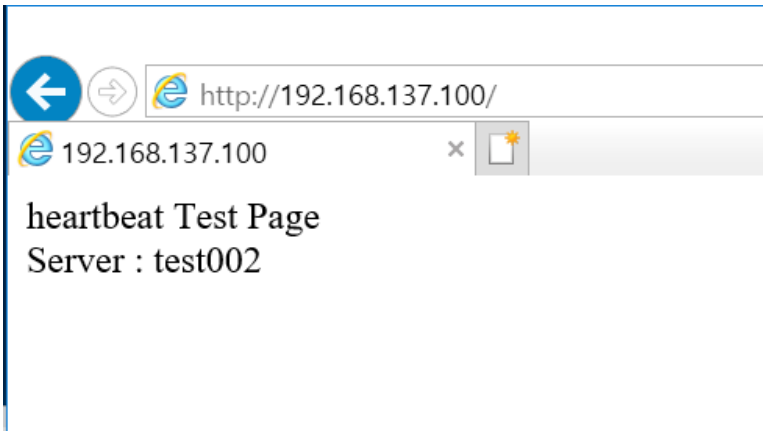 http://192.168.137.100/
192.168.137.100
heartbeat Test Page
Server : test002